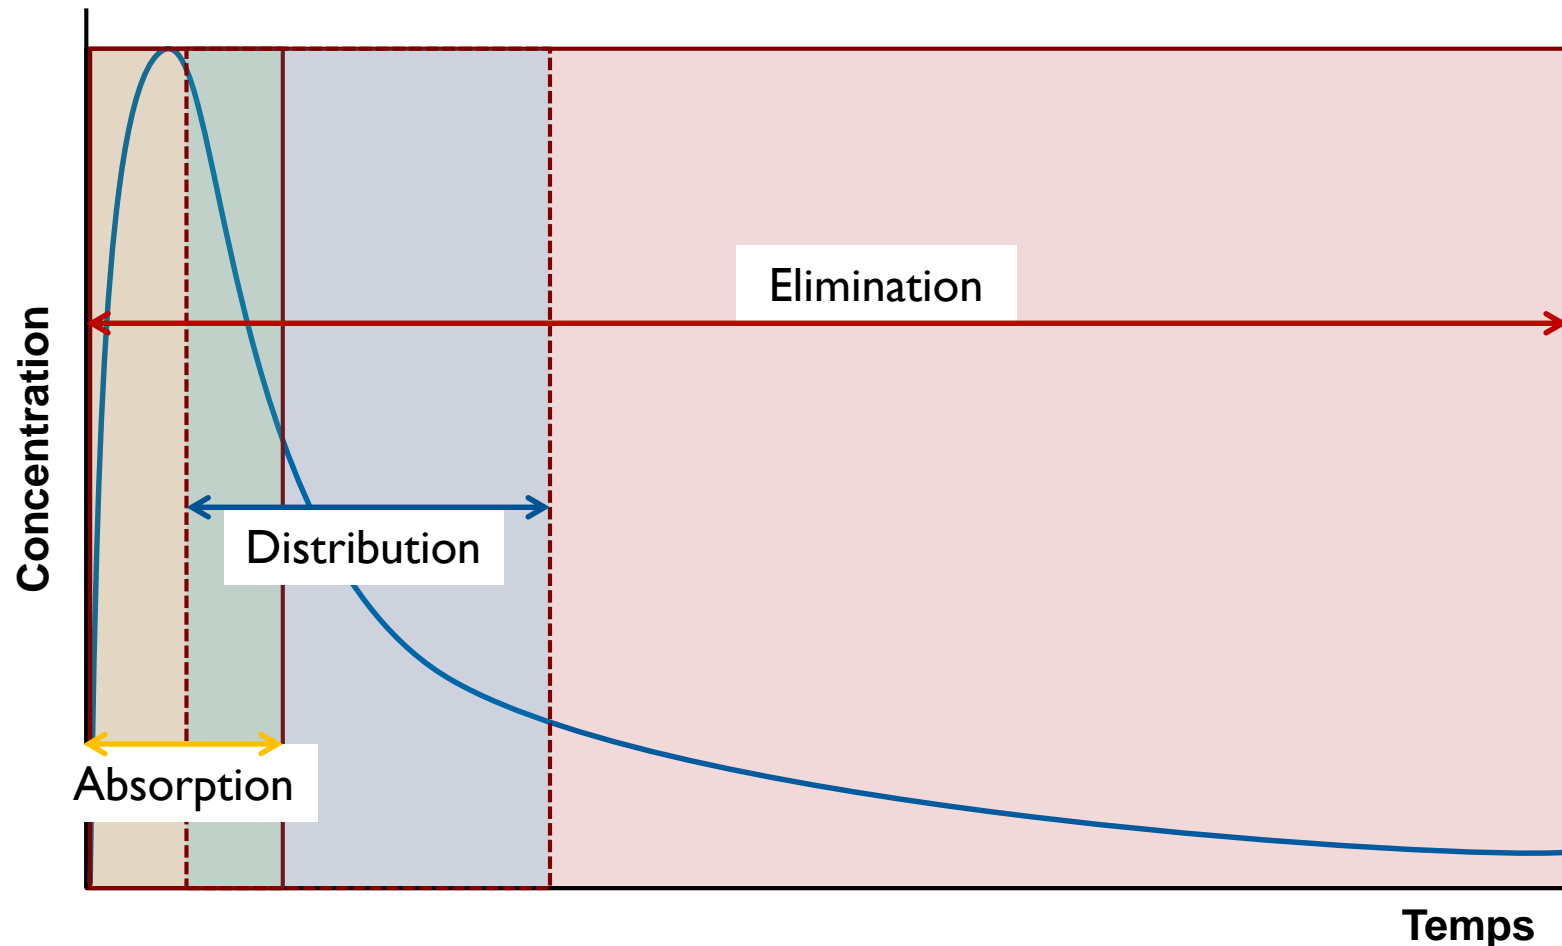 Elimination
Concentration
Distribution
Absorption
Temps